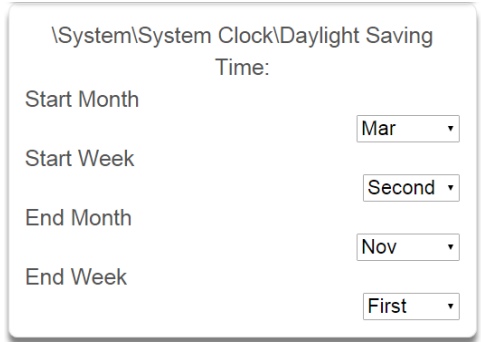 \System\System Clock\Daylight Saving
Time:
Start Month
Mar
Start Week
Second
End Month
Nov
End Week
First